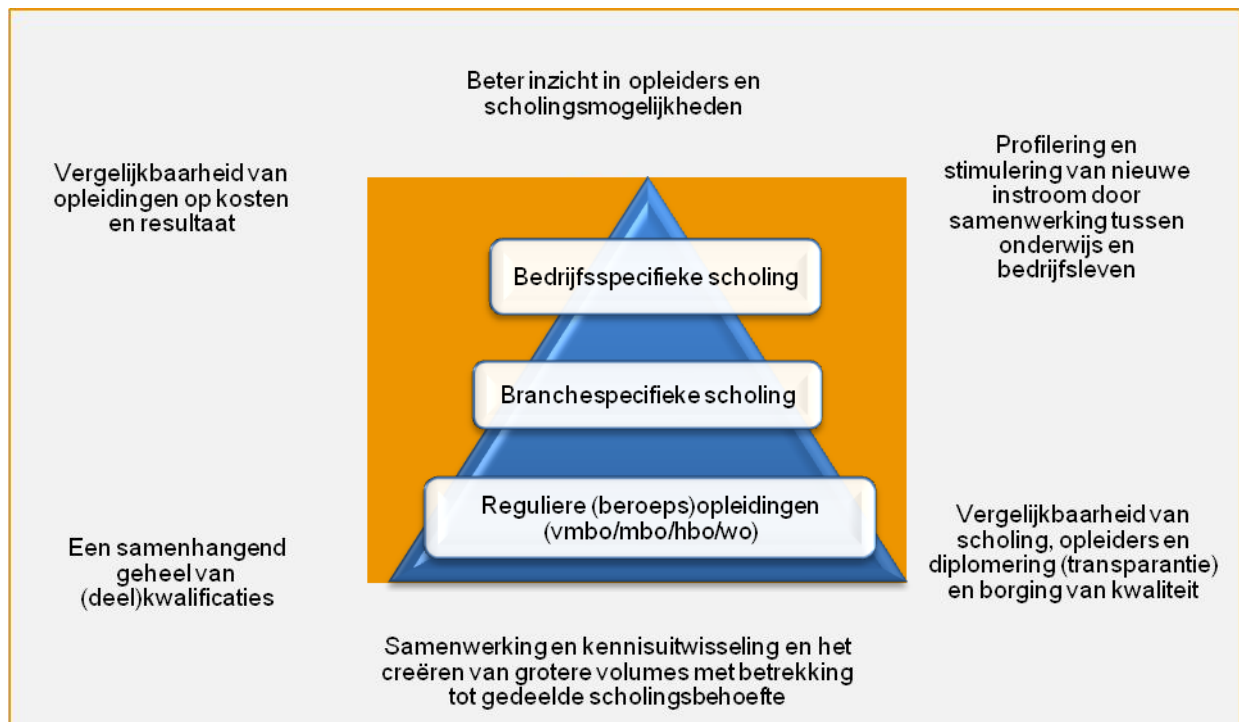 Beter inzicht in opleiders en
scholingsmogelijkheden
Vergelijkbaarheid van
opleidingen op kosten
en resultaat
Profilering en
stimulering van nieuwe
instroom door
samenwerking tussen
onderwijs en
bedrijfsleven
Bedrijfsspecifieke scholing
Branchespecifieke scholing
Reguliere (beroeps)opleidingen
(vmbo/mbo/hbo/wo)
Een samenhangend
geheel van
(deel)kwalificaties
Vergelijkbaarheid van
scholing, opleiders en
diplomering (transparantie)
en borging van kwaliteit
Samenwerking en kennisuitwisseling en het
creëren van grotere volumes met betrekking
tot gedeelde scholingsbehoefte